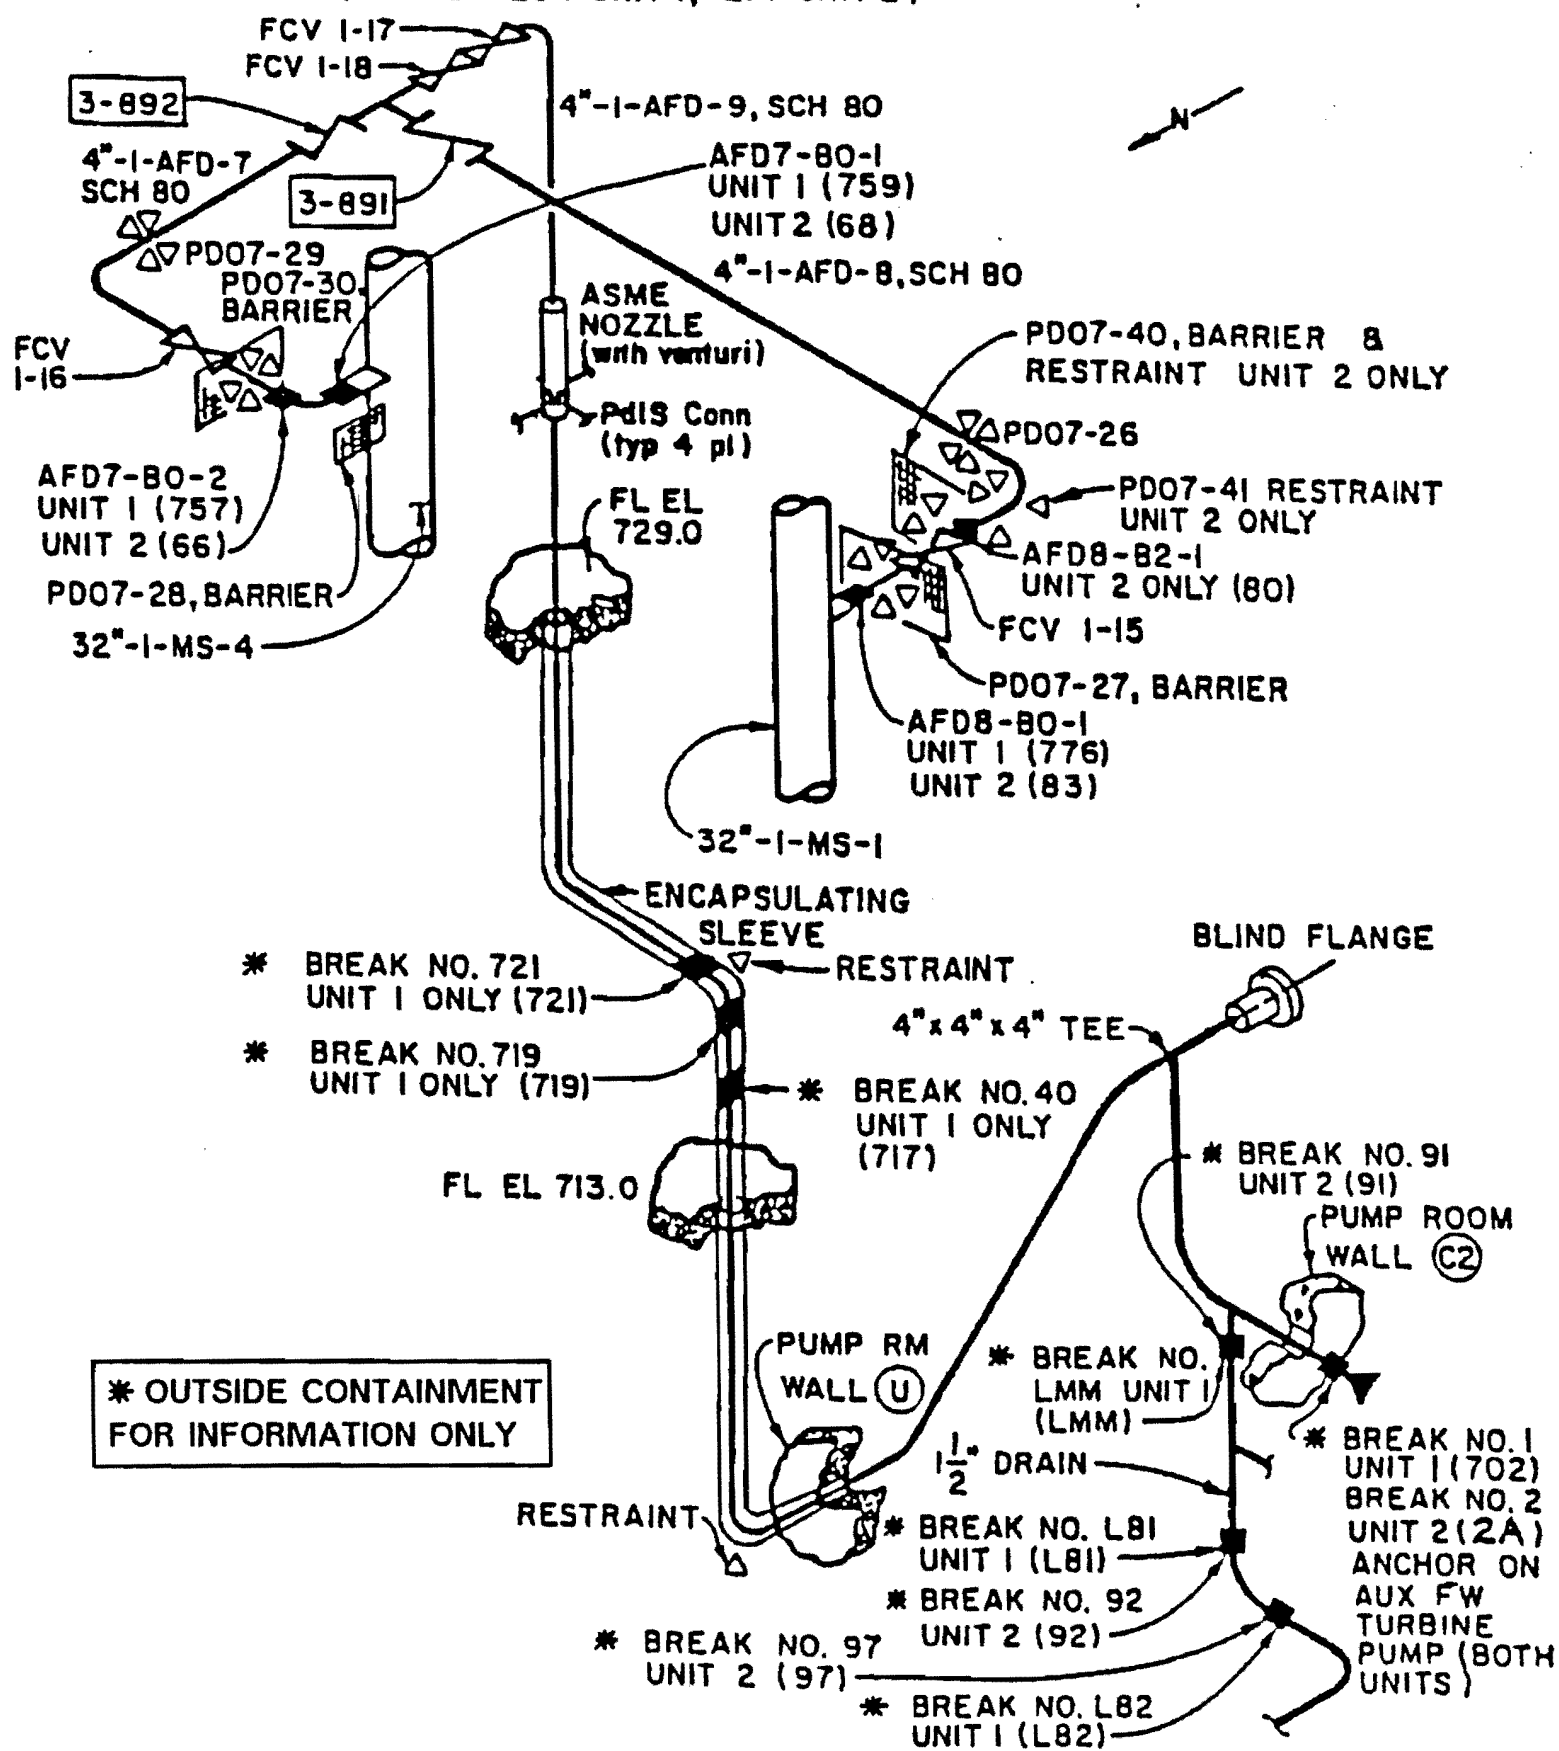 FCV 1-17
FCV 1-18
3-892
4"-1-AFD-9, SCH 80
N
4"-1-AFD-7
SCH 80
AFD7-BO-1
UNIT 1 (759)
UNIT 2 (68)
3-891
PD07-29
PD07-30
BARRIER
4"-1-AFD-8, SCH 80
ASME
NOZZLE
(with venturi)
FCV
1-16
PD07-40, BARRIER &
RESTRAINT UNIT 2 ONLY
PdIS Conn
(typ 4 pl)
PD07-26
AFD7-BO-2
UNIT 1 (757)
UNIT 2 (66)
FL EL
729.0
PD07-41 RESTRAINT
UNIT 2 ONLY
AFD8-B2-1
UNIT 2 ONLY (80)
PD07-28, BARRIER
32"-1-MS-4
FCV 1-15
PD07-27, BARRIER
AFD8-BO-1
UNIT 1 (776)
UNIT 2 (83)
32"-1-MS-1
ENCAPSULATING
SLEEVE
BLIND FLANGE
* BREAK NO. 721
UNIT 1 ONLY (721)
RESTRAINT
4"x 4"x 4" TEE
* BREAK NO. 719
UNIT 1 ONLY (719)
* BREAK NO. 40
UNIT 1 ONLY
(717)
FL EL 713.0
* BREAK NO. 91
UNIT 2 (91)
PUMP ROOM
WALL C2
PUMP RM
WALL U
* BREAK NO.
LMM UNIT 1
(LMM)
* OUTSIDE CONTAINMENT
FOR INFORMATION ONLY
1 1/2" DRAIN
* BREAK NO. 1
UNIT 1 (702)
BREAK NO. 2
UNIT 2 (2A)
ANCHOR ON
AUX FW
TURBINE
PUMP (BOTH
UNITS)
RESTRAINT
* BREAK NO. L81
UNIT 1 (L81)
* BREAK NO. 92
UNIT 2 (92)
* BREAK NO. 97
UNIT 2 (97)
* BREAK NO. L82
UNIT 1 (L82)